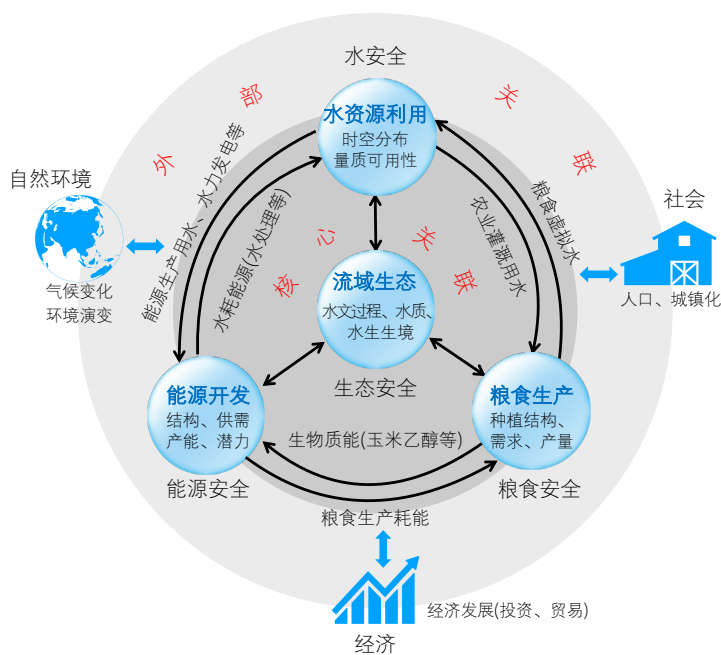 水安全
外部关联
水资源利用
时空分布
量质可用性
自然环境
气候变化
环境演变
能源生产用水、水力发电等
水耗能源(水处理等)
核心关联
农业灌溉用水
粮食虚拟水
社会
人口、城镇化
流域生态
水文过程、水质、
水生生境
生态安全
能源开发
结构、供需
产能、潜力
能源安全
生物质能(玉米乙醇等)
粮食生产
种植结构、
需求、产量
粮食安全
粮食生产耗能
经济发展(投资、贸易)
经济